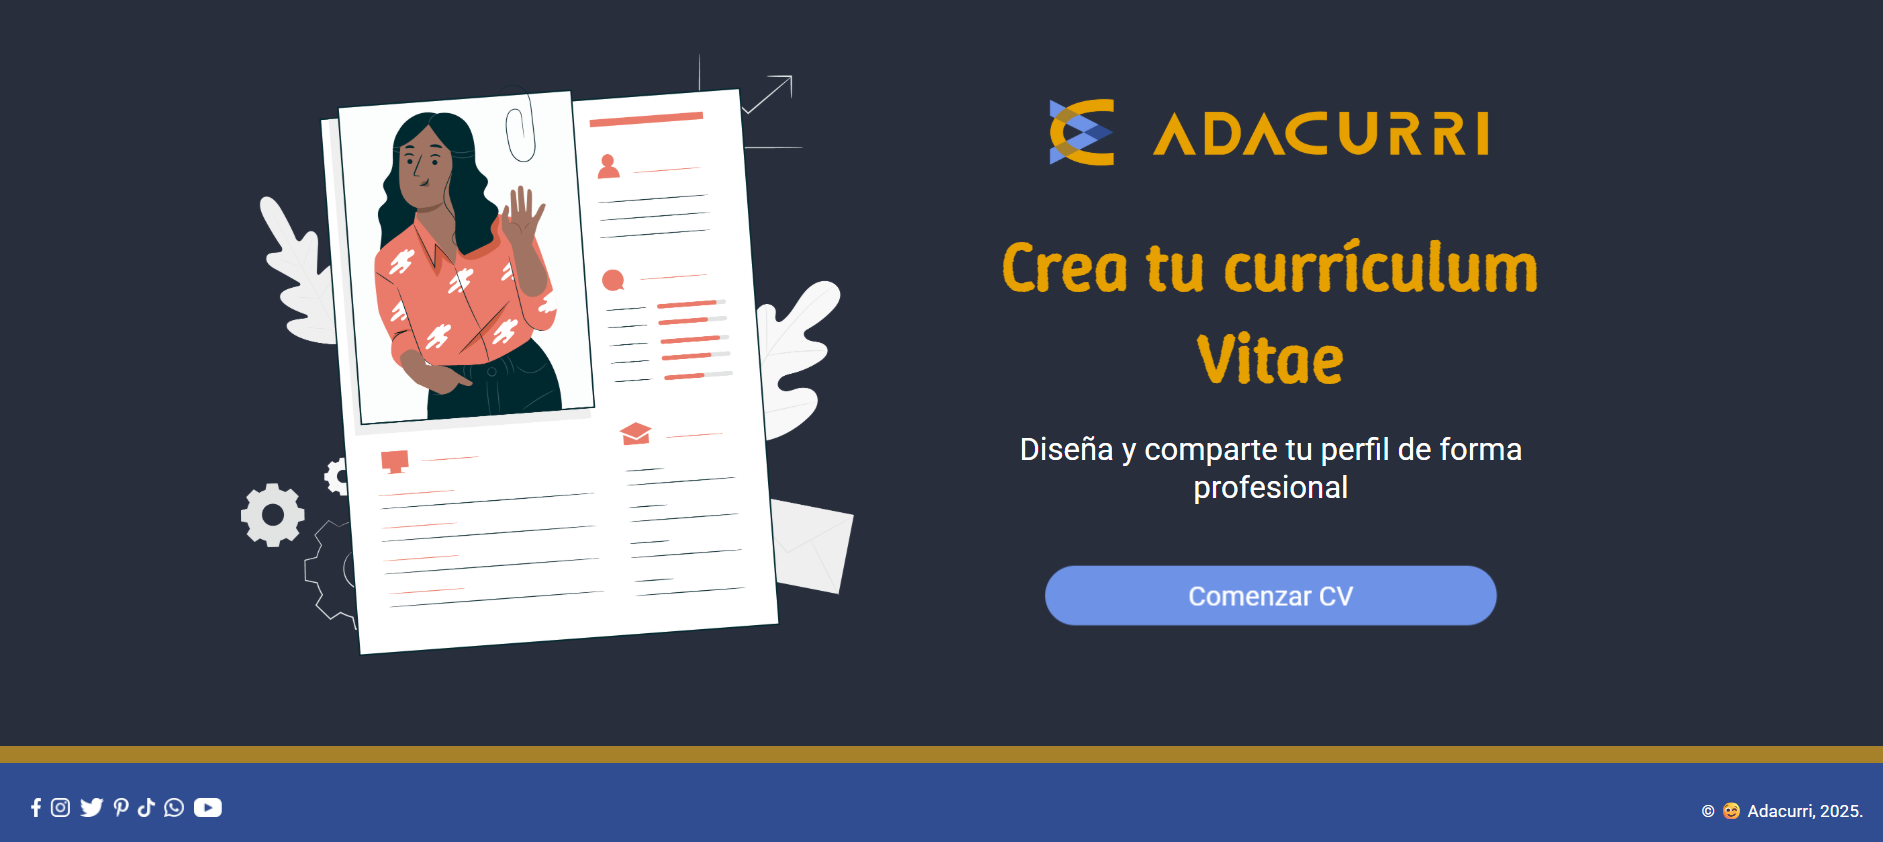 ADACURRI
Crea tu currículum
Vitae
Diseña y comparte tu perfil de forma
profesional
Comenzar CV
© 😉 Adacurri, 2025.